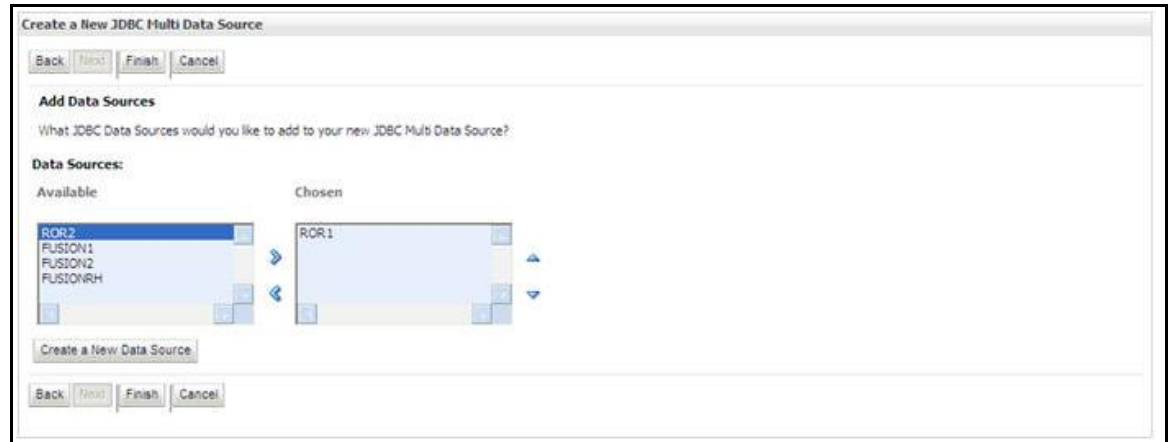 Create a New JDBC Multi Data Source
Back Next Finish Cancel
Add Data Sources
What JDBC Data Sources would you like to add to your new JDBC Multi Data Source?
Data Sources:
Available Chosen
ROR2 ROR1
FUSION1
FUSION2
FUSIONRH
Create a New Data Source
Back Next Finish Cancel